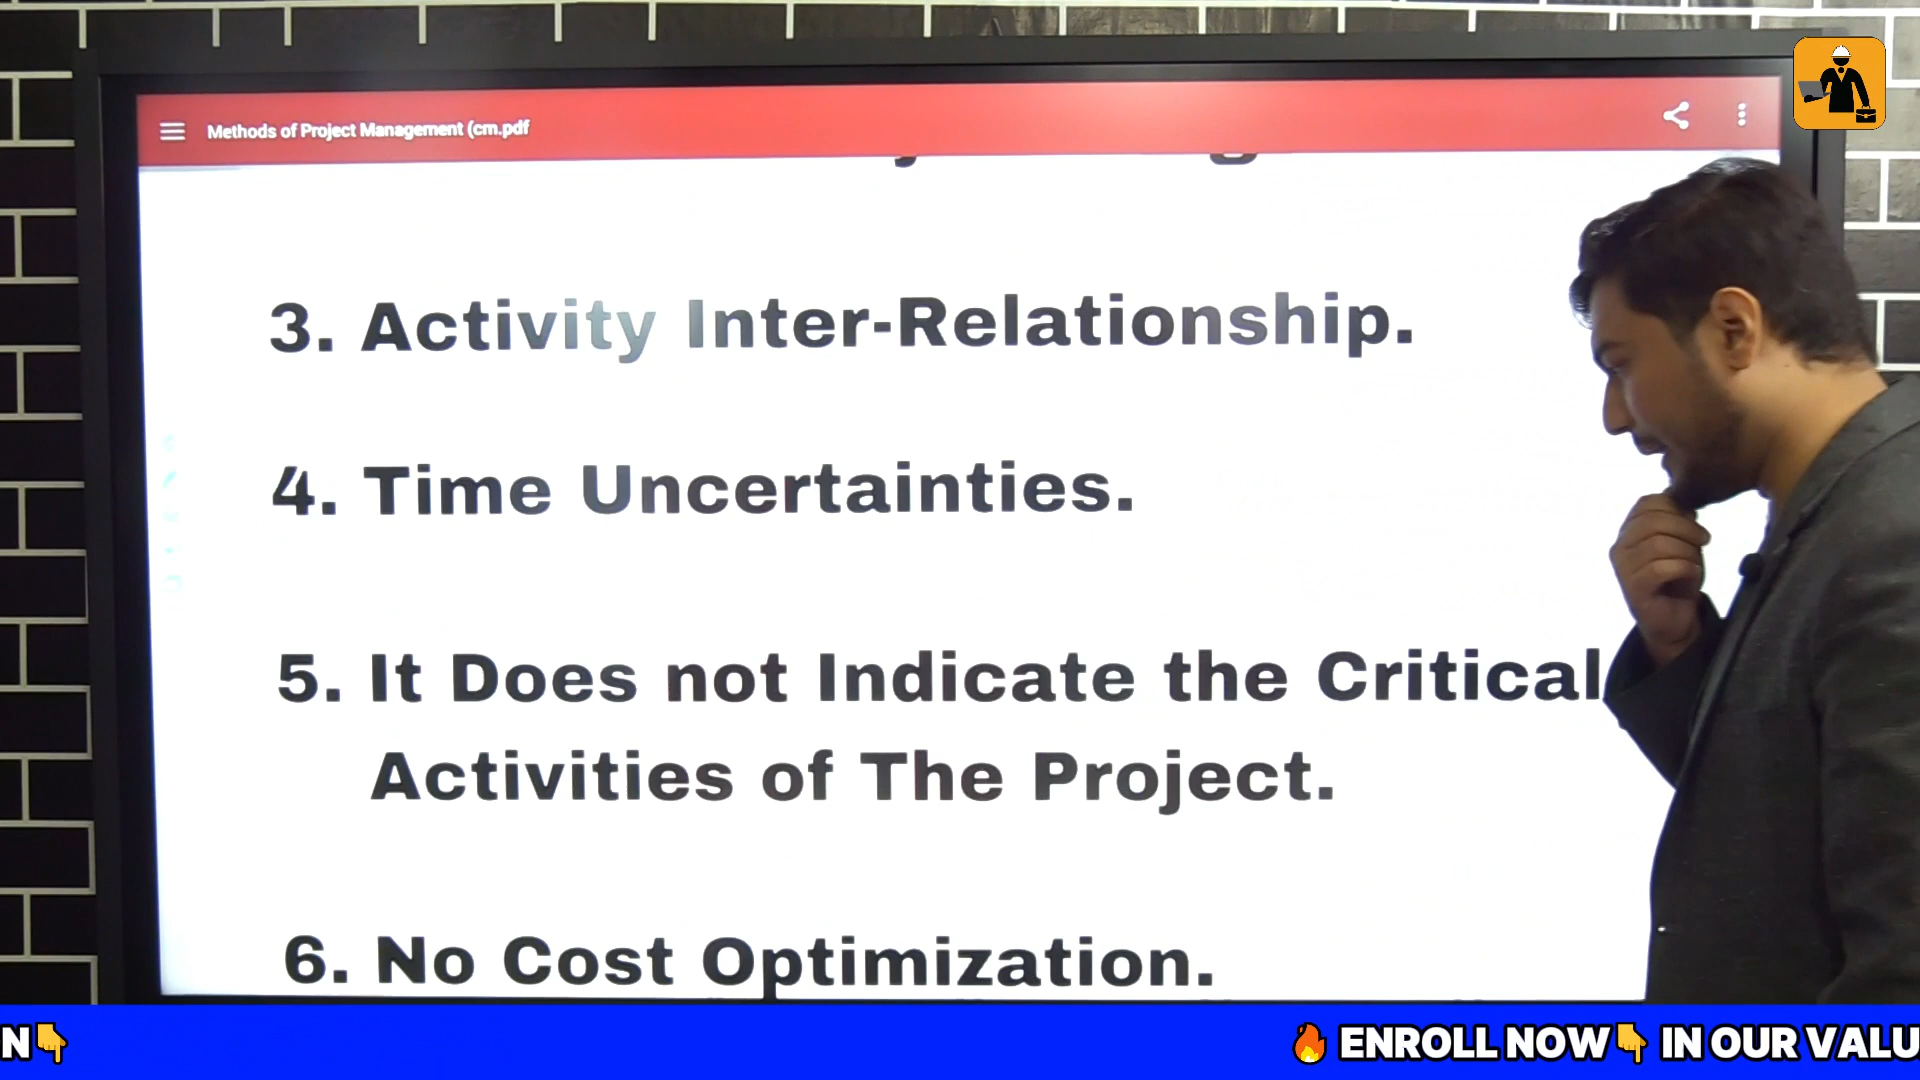 Methods of Project Management (cm.pdf
3. Activity Inter-Relationship.
4. Time Uncertainties.
5. It Does not Indicate the Critical
Activities of The Project.
6. No Cost Optimization.
N👇
🔥 ENROLL NOW👇 IN OUR VALU